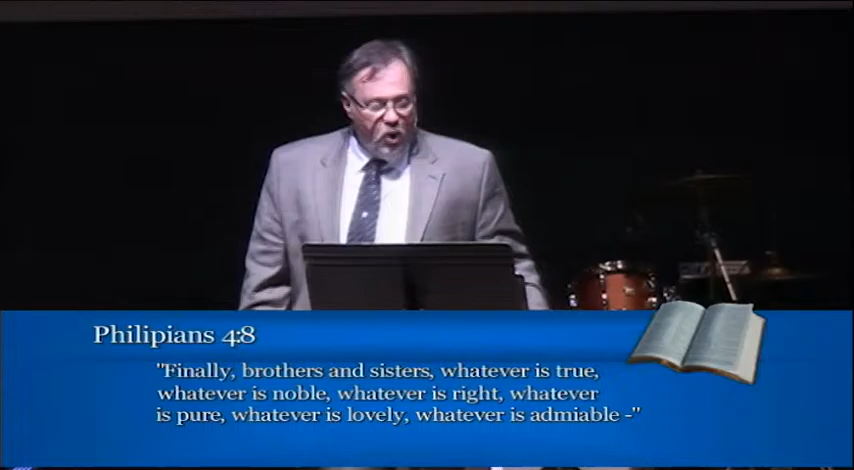 Philipians 4:8
"Finally, brothers and sisters, whatever is true,
whatever is noble, whatever is right, whatever
is pure, whatever is lovely, whatever is admiable -"